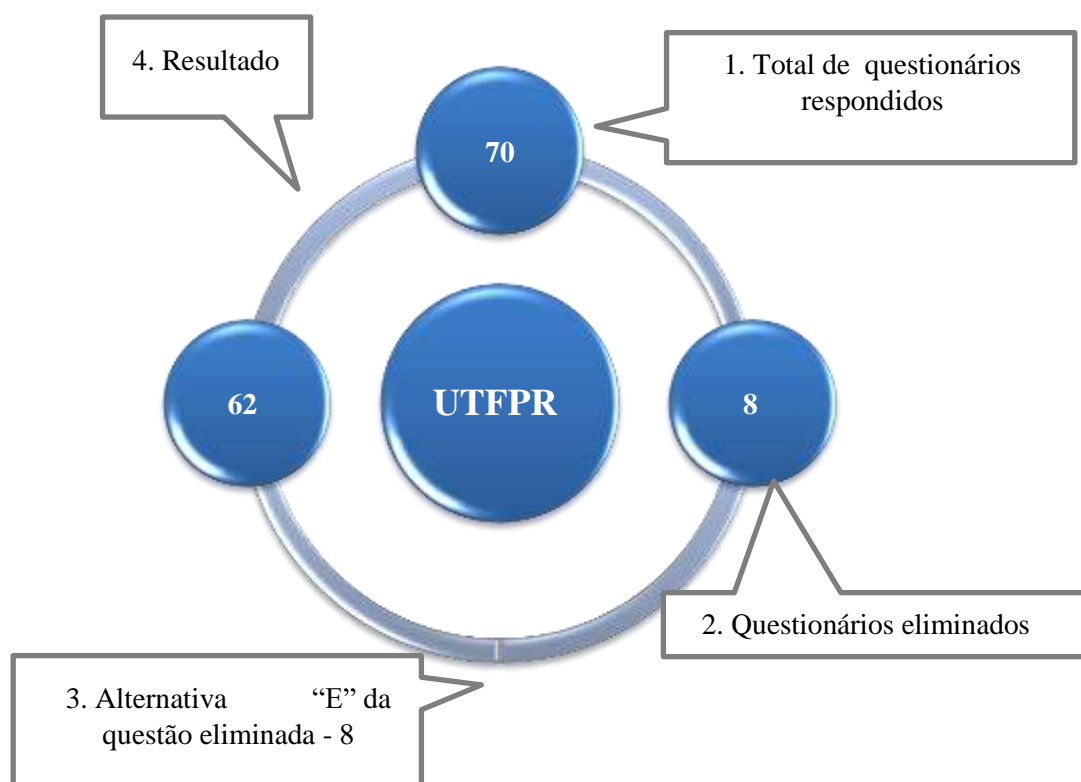 4. Resultado
1. Total de questionários
respondidos
70
62
UTFPR
8
2. Questionários eliminados
3. Alternativa “E” da
questão eliminada - 8